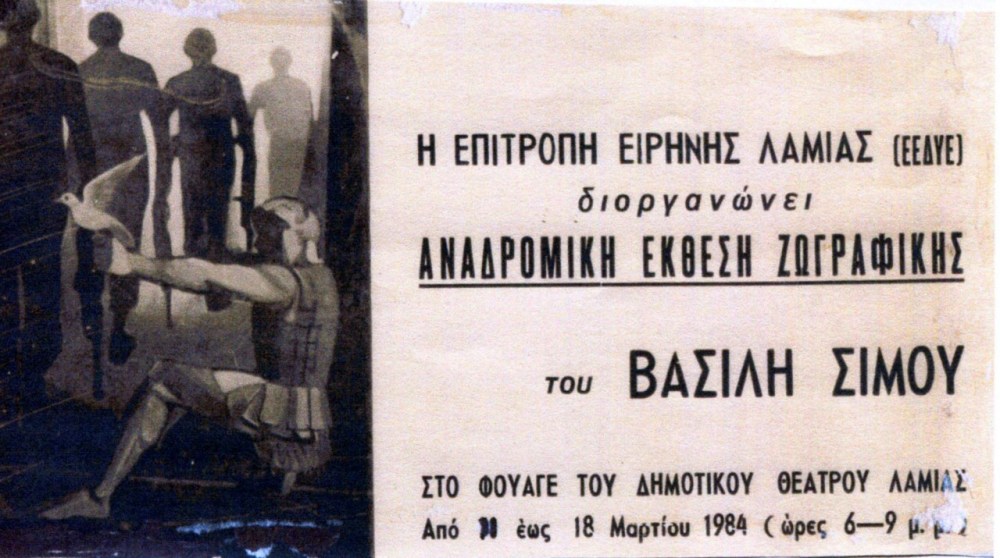 Η ΕΠΙΤΡΟΠΗ ΕΙΡΗΝΗΣ ΛΑΜΙΑΣ (ΕΕΔΥΕ)
διοργανώνει
ΑΝΑΔΡΟΜΙΚΗ ΕΚΘΕΣΗ ΖΩΓΡΑΦΙΚΗΣ
του ΒΑΣΙΛΗ ΣΙΜΟΥ
ΣΤΟ ΦΟΥΑΓΕ ΤΟΥ ΔΗΜΟΤΙΚΟΥ ΘΕΑΤΡΟΥ ΛΑΜΙΑΣ
Από έως 18 Μαρτίου 1984 (ὡρες 6—9 μ.